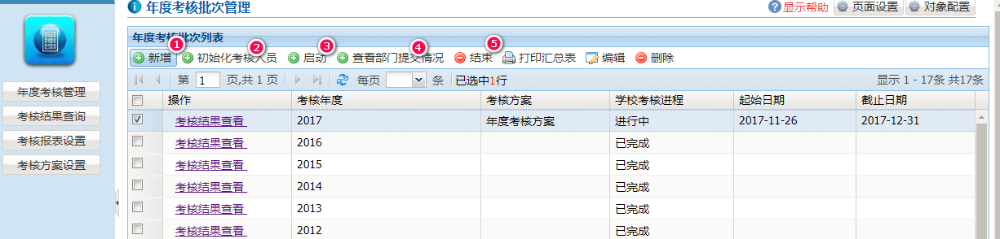 年度考核批次管理 显示帮助 页面设置 对象配置
年度考核批次列表
1 2 3 4 5
新增 初始化考核人员 启动 查看部门提交情况 结束 打印汇总表 编辑 删除
第 1 页,共 1 页 每页 条 已选中1行 显示 1 - 17条 共17条
操作 考核年度 考核方案 学校考核进程 起始日期 截止日期
考核结果查看 2017 年度考核方案 进行中 2017-11-26 2017-12-31
考核结果查看 2016 已完成
考核结果查看 2015 已完成
考核结果查看 2014 已完成
考核结果查看 2013 已完成
考核结果查看 2012 已完成
年度考核管理
考核结果查询
考核报表设置
考核方案设置